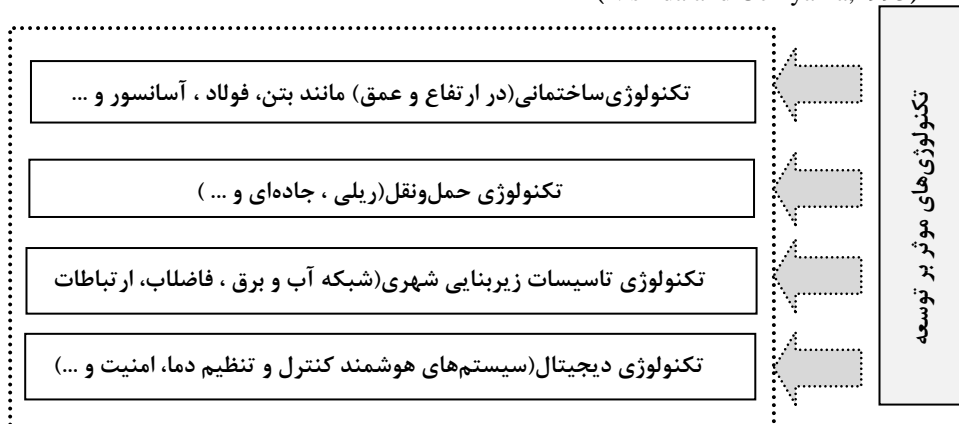 تکنولوژی‌های موثر بر توسعه
تکنولوژی‌ساختمانی(در ارتفاع و عمق) مانند بتن، فولاد ، آسانسور و ...
تکنولوژی حمل‌ونقل(ریلی ، جاده‌ای و ... )
تکنولوژی تاسیسات زیربنایی شهری(شبکه آب و برق ، فاضلاب، ارتباطات
تکنولوژی دیجیتال(سیستم‌های هوشمند کنترل و تنظیم دما، امنیت و ...)